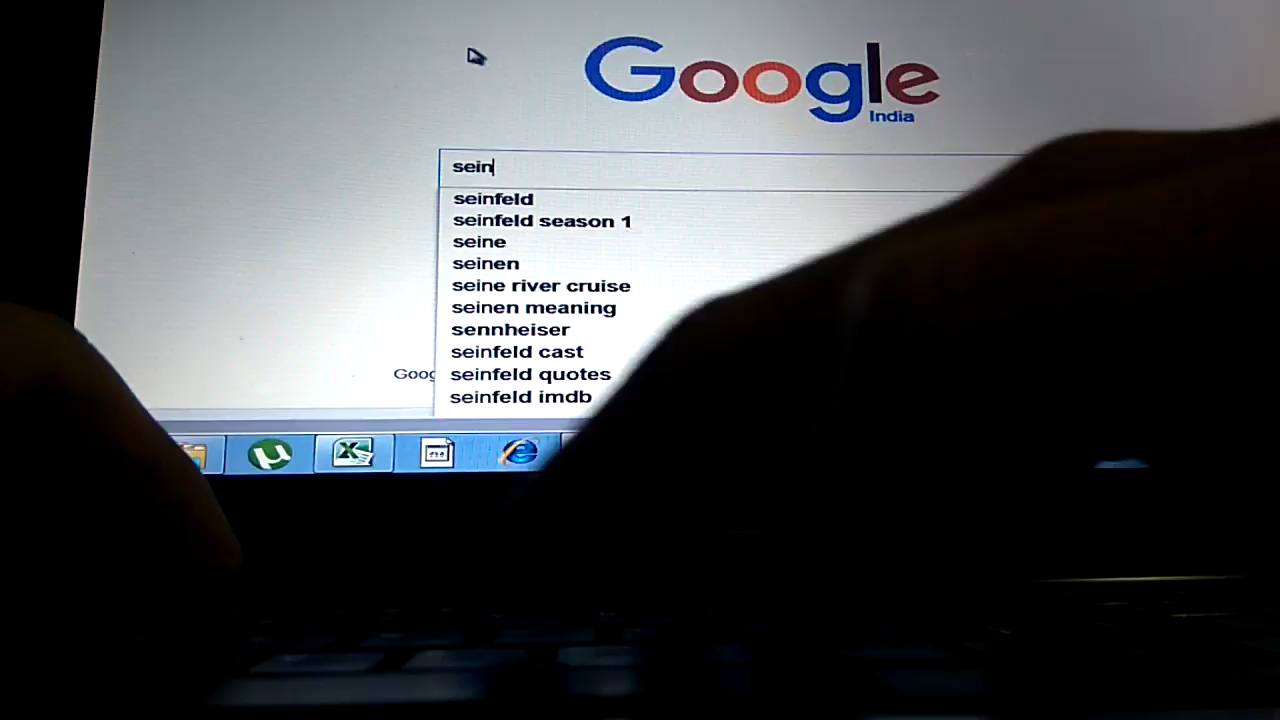 Google
India
sein
seinfeld
seinfeld season 1
seine
seinen
seine river cruise
seinen meaning
sennheiser
seinfeld cast
Goog
seinfeld quotes
seinfeld imdb